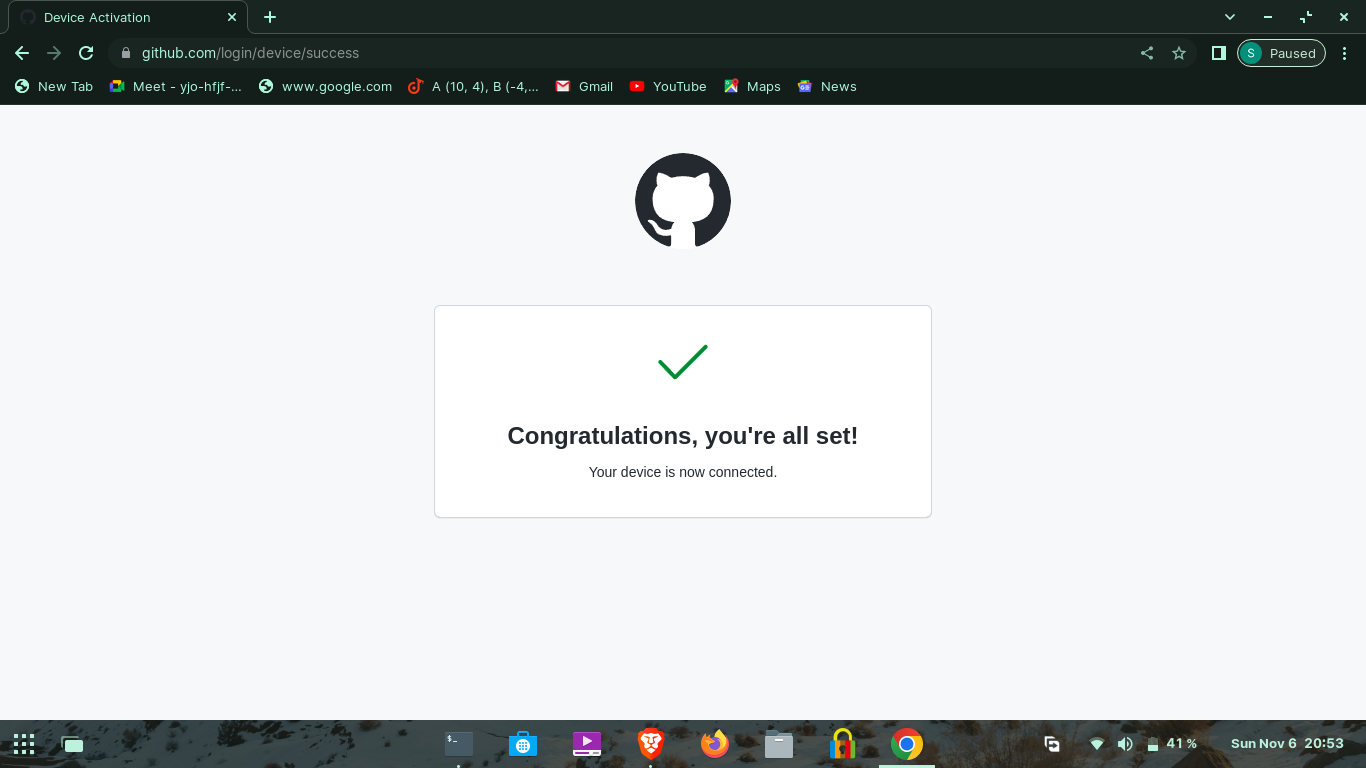 Device Activation
github.com/login/device/success
S Paused
New Tab Meet - yjo-hfjf-... www.google.com A (10, 4), B (-4,... Gmail YouTube Maps News
Congratulations, you're all set!
Your device is now connected.
$_ 41 % Sun Nov 6 20:53